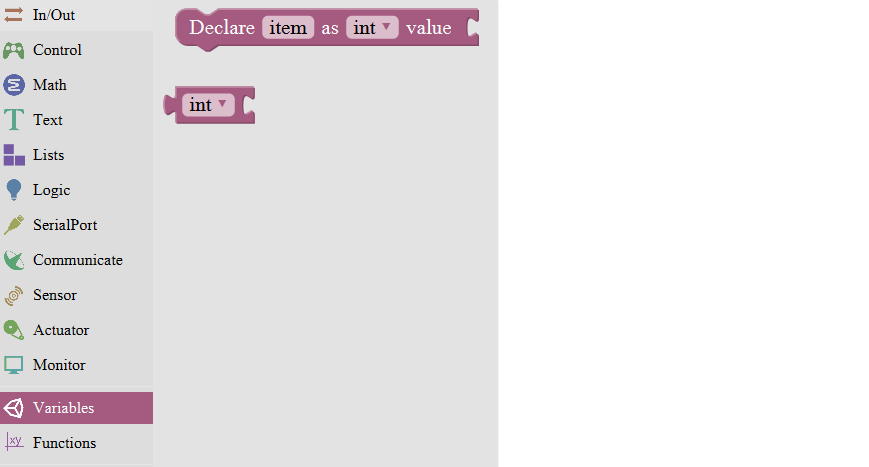 In/Out
Control
Math
Text
Lists
Logic
SerialPort
Communicate
Sensor
Actuator
Monitor
Variables
xy Functions
Declare item as int value
int